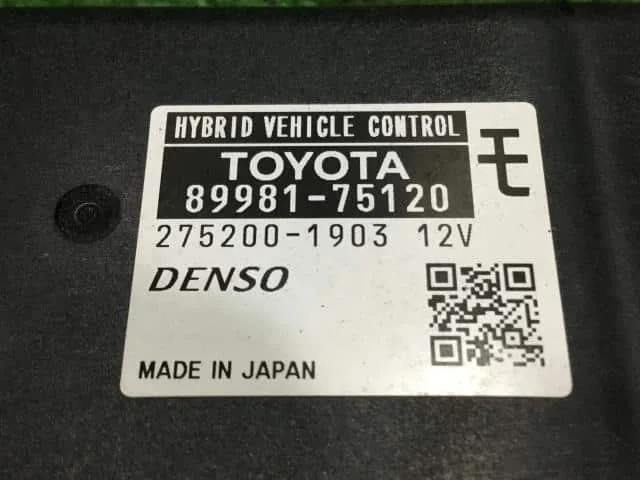 HYBRID VEHICLE CONTROL
TOYOTA
89981-75120
モ
275200-1903 12V
DENSO
MADE IN JAPAN